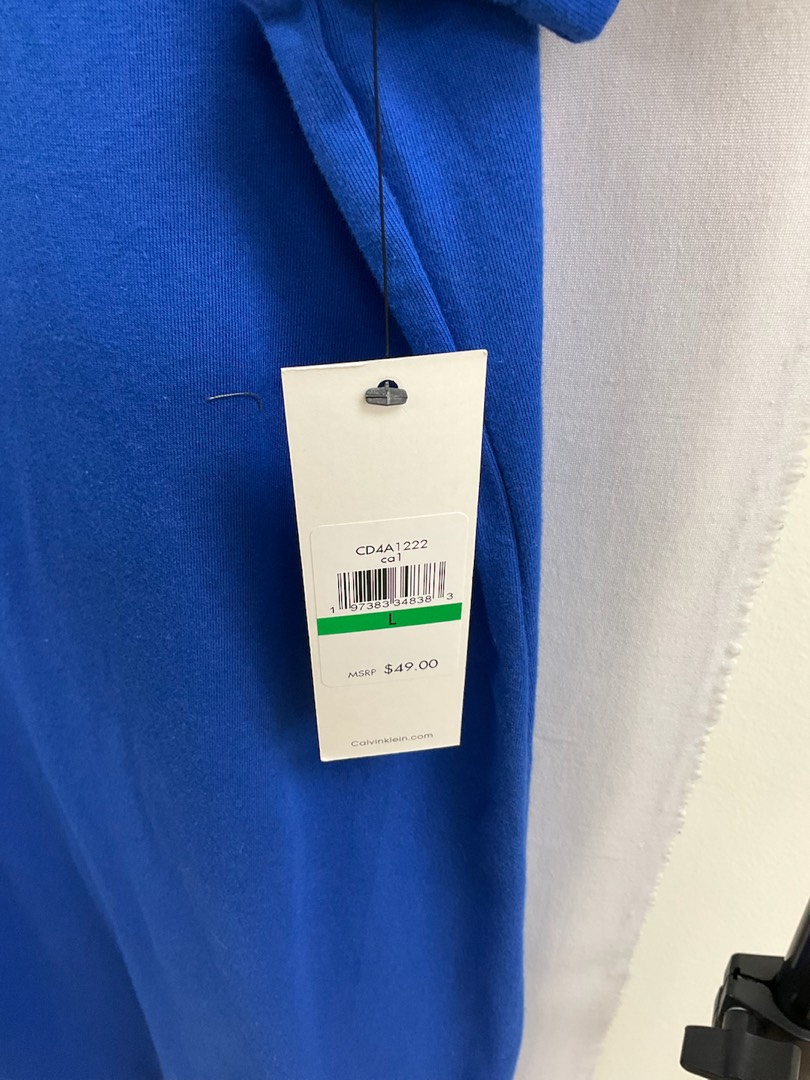 CD4A1222
ca1
1 97383 34838 3
L
MSRP $49.00
Calvinklein.com